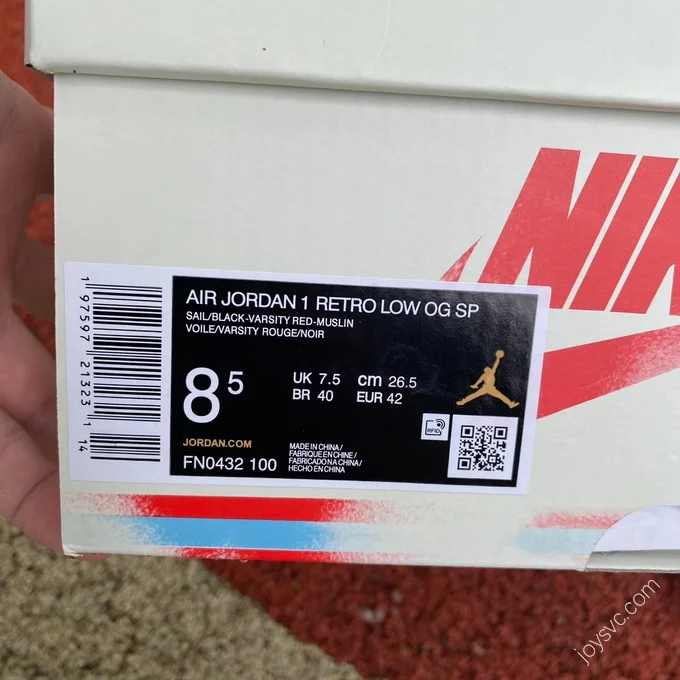 NIK
AIR JORDAN 1 RETRO LOW OG SP
SAIL/BLACK-VARSITY RED-MUSLIN
VOILE/VARSITY ROUGE/NOIR
8 5
UK 7.5 cm 26.5
BR 40 EUR 42
JORDAN.COM
FN0432 100
MADE IN CHINA/
FABRIQUE EN CHINE/
FABRICADO A CHINA/
HECHO EN CHINA
RFID
1 97597 21323 1 14
joysvc.com